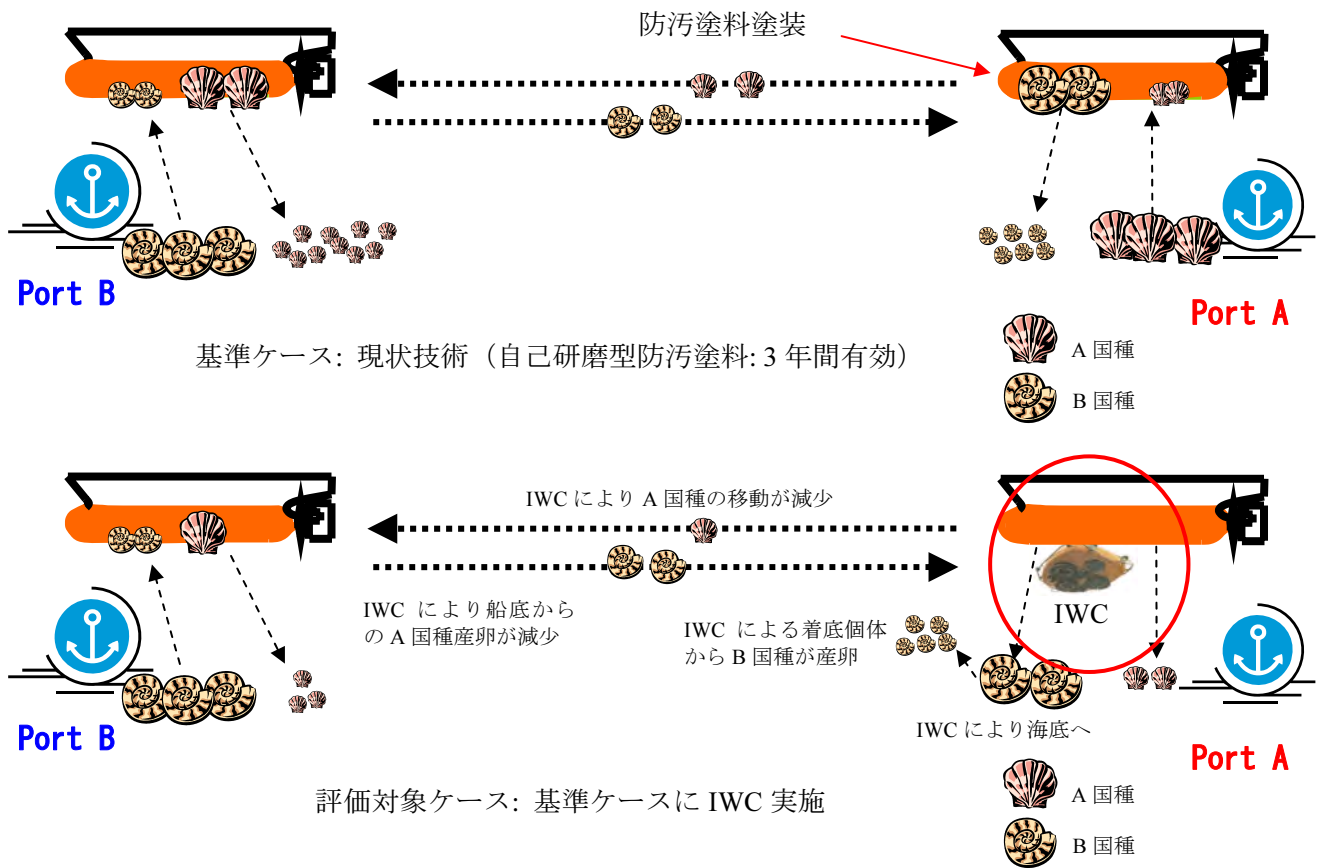 防汚塗料塗装
Port B
Port A
基準ケース: 現状技術（自己研磨型防汚塗料: 3 年間有効）
A 国種
B 国種
IWC により A 国種の移動が減少
IWC
IWC により船底から
の A 国種産卵が減少
IWC による着底個体
から B 国種が産卵
IWC により海底へ
Port B
Port A
評価対象ケース: 基準ケースに IWC 実施
A 国種
B 国種